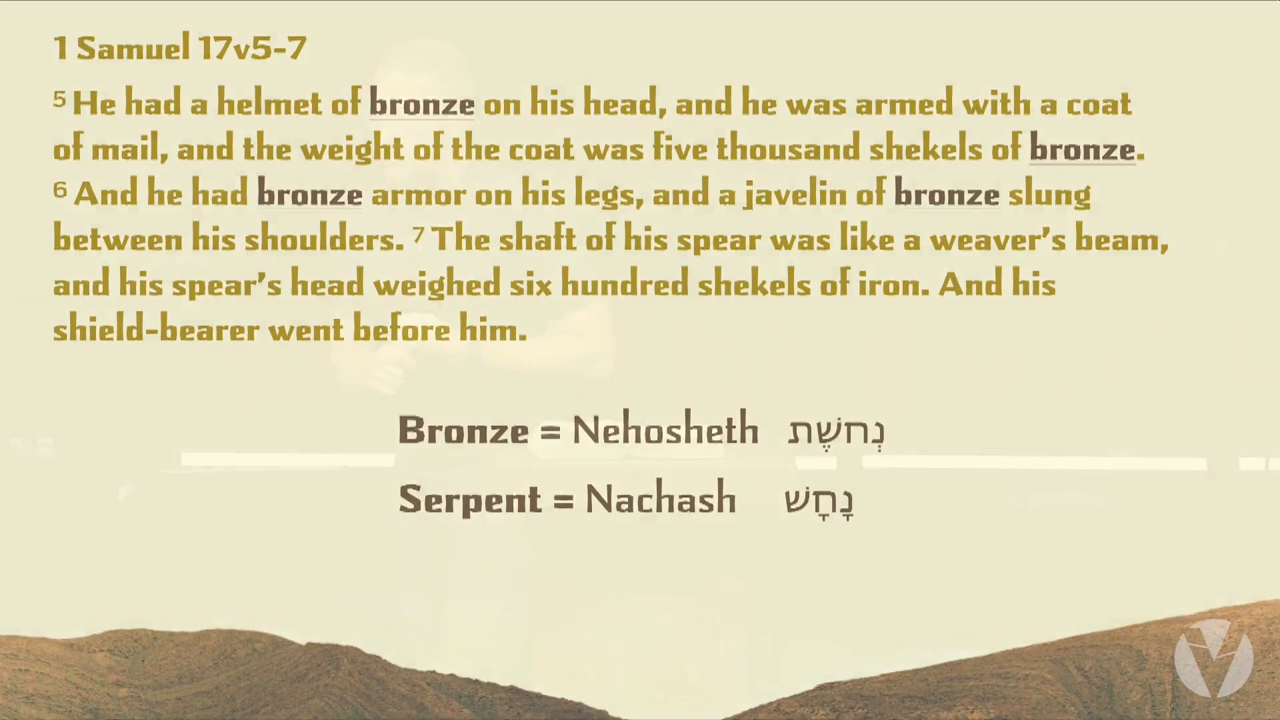 1 Samuel 17v5-7
5 He had a helmet of bronze on his head, and he was armed with a coat
of mail, and the weight of the coat was five thousand shekels of bronze.
6 And he had bronze armor on his legs, and a javelin of bronze slung
between his shoulders. 7 The shaft of his spear was like a weaver's beam,
and his spear's head weighed six hundred shekels of iron. And his
shield-bearer went before him.
Bronze = Nehosheth נְחשֶׁת
Serpent = Nachash נָחָשׁ